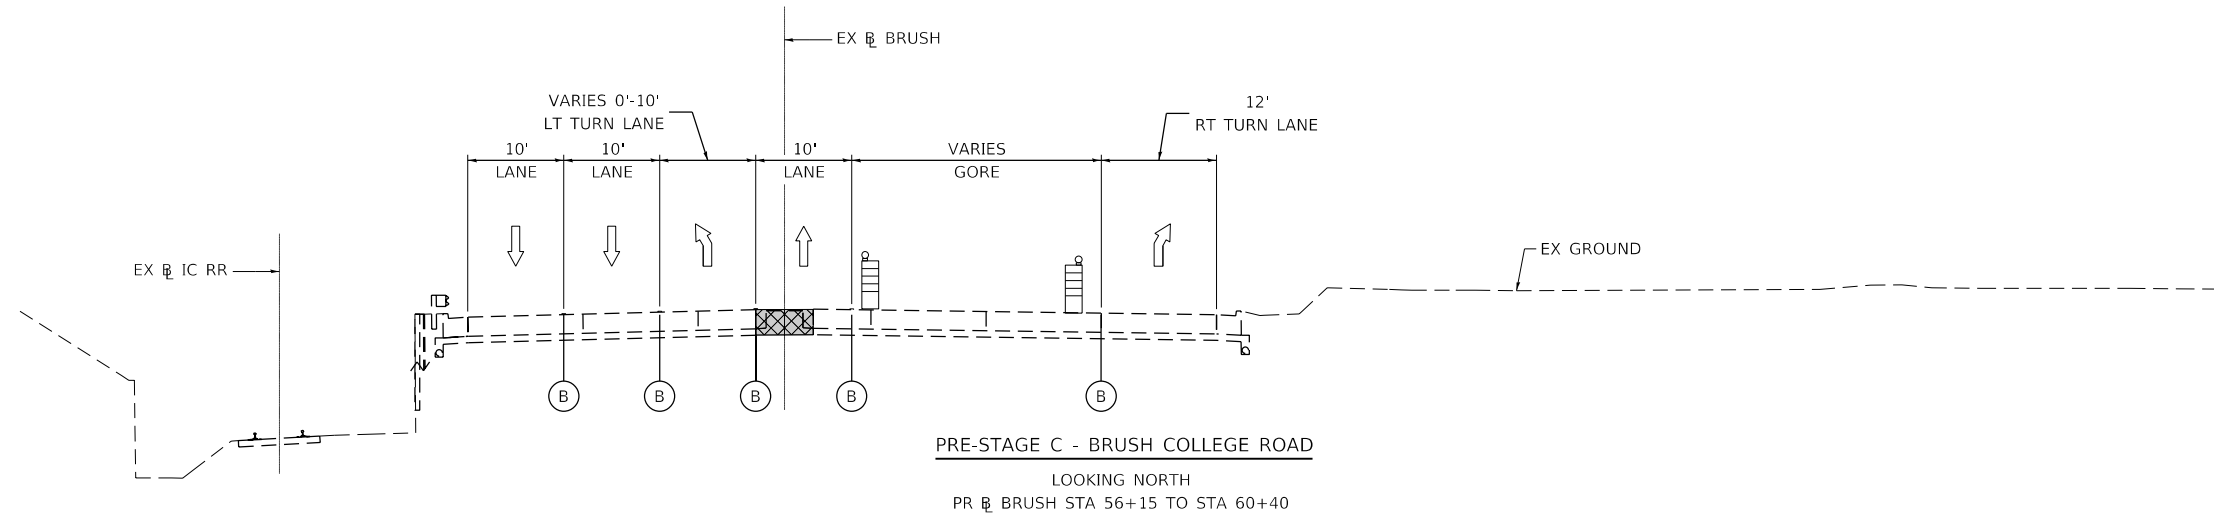 EX ⅊ BRUSH
VARIES 0'-10'
LT TURN LANE
12'
RT TURN LANE
10'
LANE
10'
LANE
10'
LANE
VARIES
GORE
EX BL IC RR
EX GROUND
B
B
B
B
B
PRE-STAGE C - BRUSH COLLEGE ROAD
LOOKING NORTH
PR BL BRUSH STA 56+15 TO STA 60+40